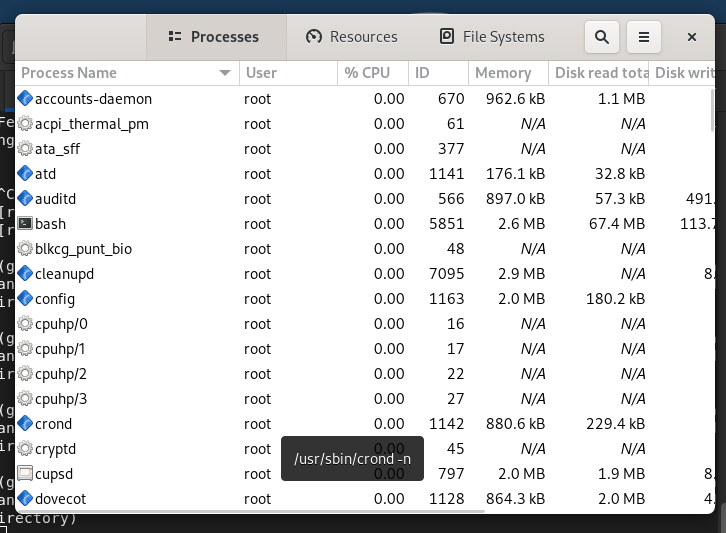 Processes Resources File Systems
Process Name User % CPU ID Memory Disk read tota Disk writ
accounts-daemon root 0.00 670 962.6 kB 1.1 MB
acpi_thermal_pm root 0.00 61 N/A N/A
ata_sff root 0.00 377 N/A N/A
atd root 0.00 1141 176.1 kB 32.8 kB
auditd root 0.00 566 897.0 kB 57.3 kB 491.
bash root 0.00 5851 2.6 MB 67.4 MB 113.7
blkcg_punt_bio root 0.00 48 N/A N/A
cleanupd root 0.00 7095 2.9 MB N/A 8.
config root 0.00 1163 2.0 MB 180.2 kB
cpuhp/0 root 0.00 16 N/A N/A
cpuhp/1 root 0.00 17 N/A N/A
cpuhp/2 root 0.00 22 N/A N/A
cpuhp/3 root 0.00 27 N/A N/A
crond root 0.00 1142 880.6 kB 229.4 kB
cryptd root 45 N/A N/A
/usr/sbin/crond -n
cupsd root 797 2.0 MB 1.9 MB 8.
dovecot root 0.00 1128 864.3 kB 2.0 MB 4.
irectory)